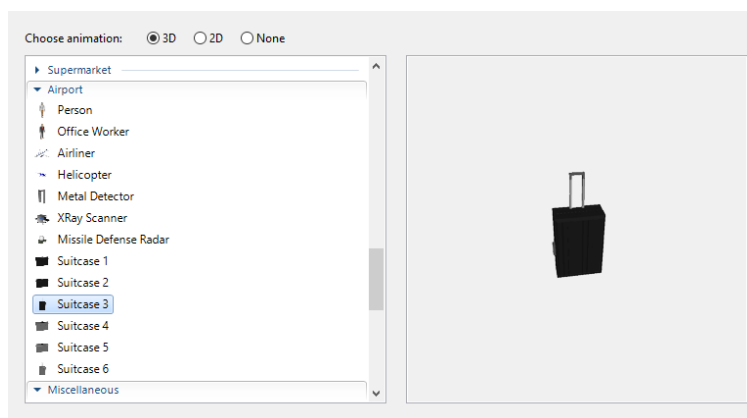 Choose animation: 3D 2D None
Supermarket
Airport
Person
Office Worker
Airliner
Helicopter
Metal Detector
XRay Scanner
Missile Defense Radar
Suitcase 1
Suitcase 2
Suitcase 3
Suitcase 4
Suitcase 5
Suitcase 6
Miscellaneous